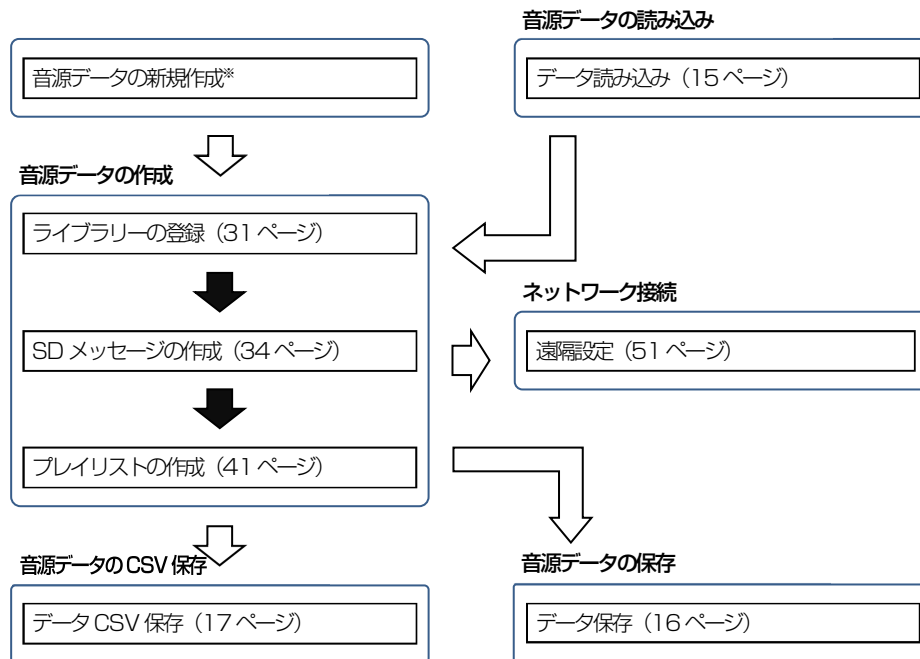 音源データの読み込み
音源データの新規作成※
データ読み込み（15 ページ）
音源データの作成
ライブラリーの登録（31 ページ）
ネットワーク接続
SD メッセージの作成（34 ページ）
遠隔設定（51 ページ）
プレイリストの作成（41 ページ）
音源データの CSV 保存
音源データの保存
データ CSV 保存（17 ページ）
データ保存（16 ページ）